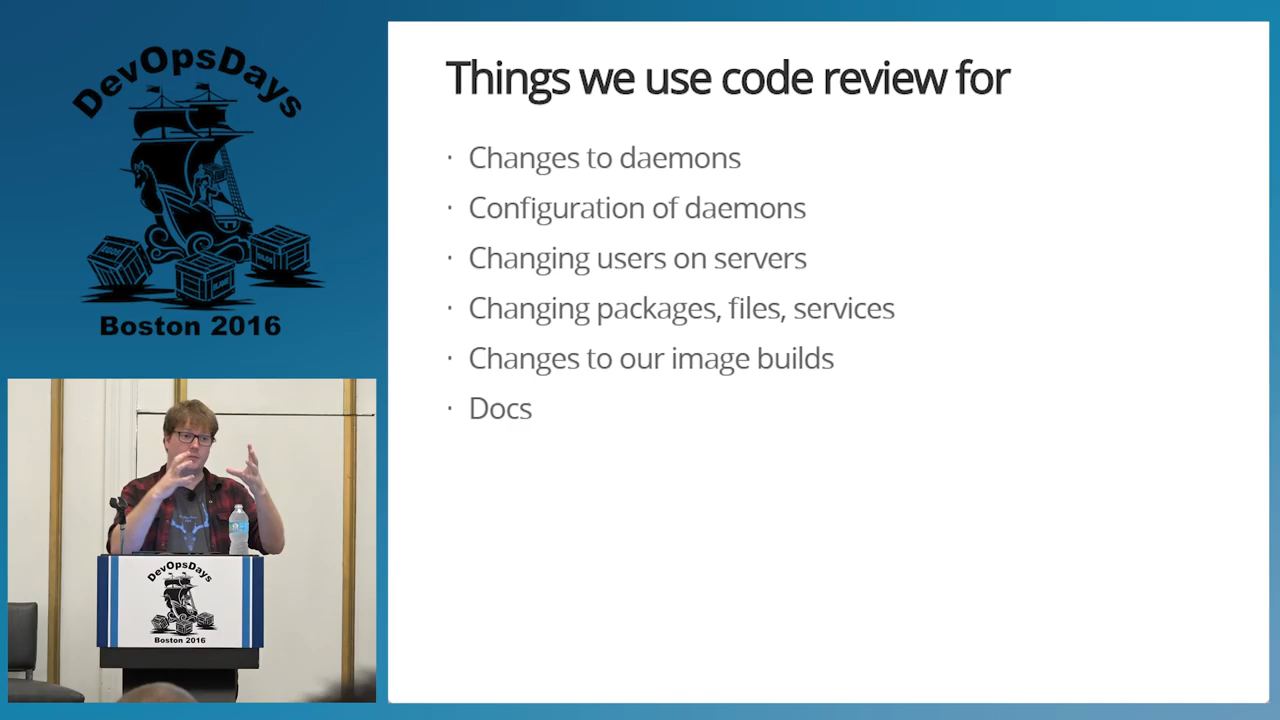 DevOpsDays
Boston 2016
Things we use code review for
· Changes to daemons
· Configuration of daemons
· Changing users on servers
· Changing packages, files, services
· Changes to our image builds
· Docs
DevOpsDays
Boston 2016